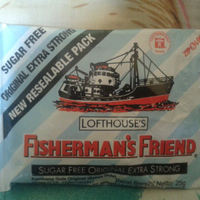 SUGAR FREE
ORIGINAL EXTRA STRONG
NEW RESEALABLE PACK
LOFTHOUSE'S
FISHERMAN'S FRIEND
SUGAR FREE ORIGINAL EXTRA STRONG